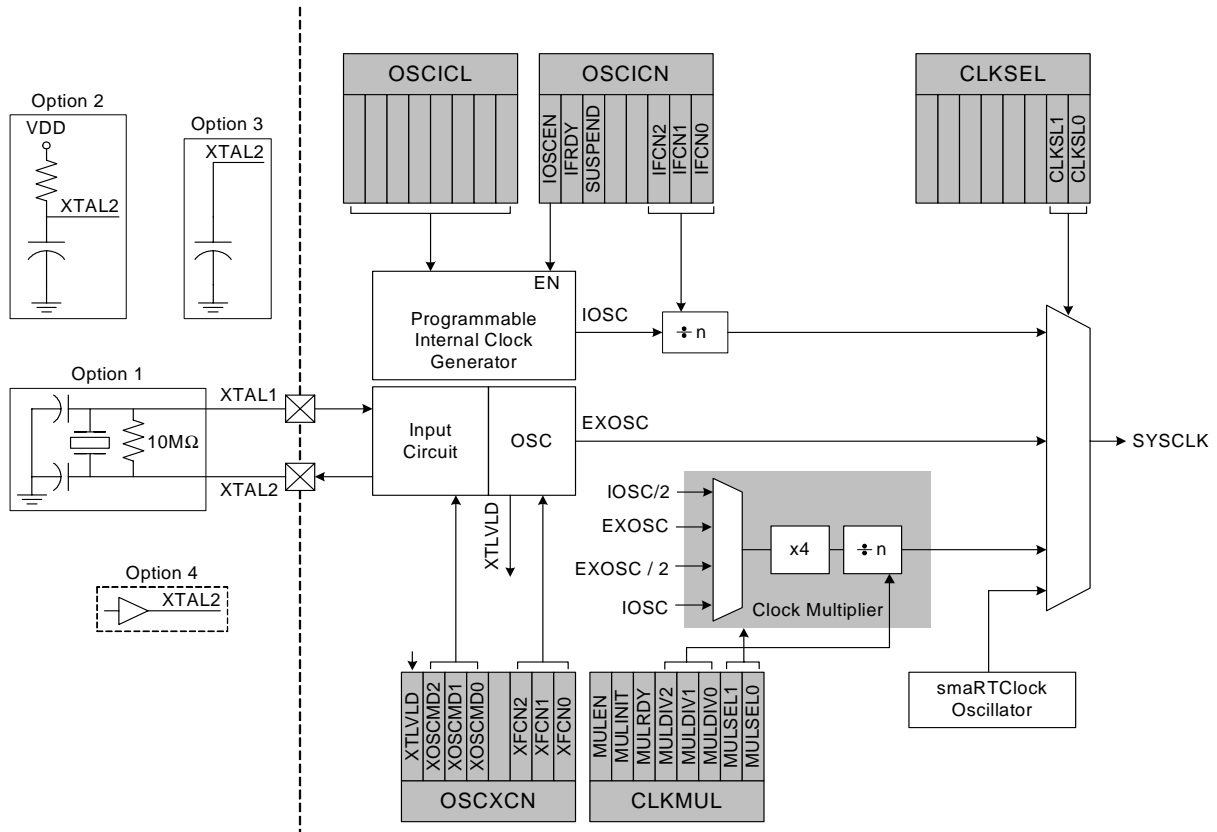 OSCICL
OSCICN
CLKSEL
IOSCEN
IFRDY
SUSPEND
IFCN2
IFCN1
IFCN0
CLKSL1
CLKSL0
Option 2
VDD
XTAL2
Option 3
XTAL2
EN
Programmable
Internal Clock
Generator
IOSC
÷ n
Option 1
XTAL1
10MΩ
XTAL2
Input
Circuit
OSC
EXOSC
SYSCLK
XTLVLD
IOSC/2
EXOSC
EXOSC / 2
IOSC
x4
÷ n
Clock Multiplier
Option 4
XTAL2
smaRTClock
Oscillator
XTLVLD
XOSCMD2
XOSCMD1
XOSCMD0
XFCN2
XFCN1
XFCN0
OSCXCN
MULEN
MULINIT
MULRDY
MULDIV2
MULDIV1
MULDIV0
MULSEL1
MULSEL0
CLKMUL